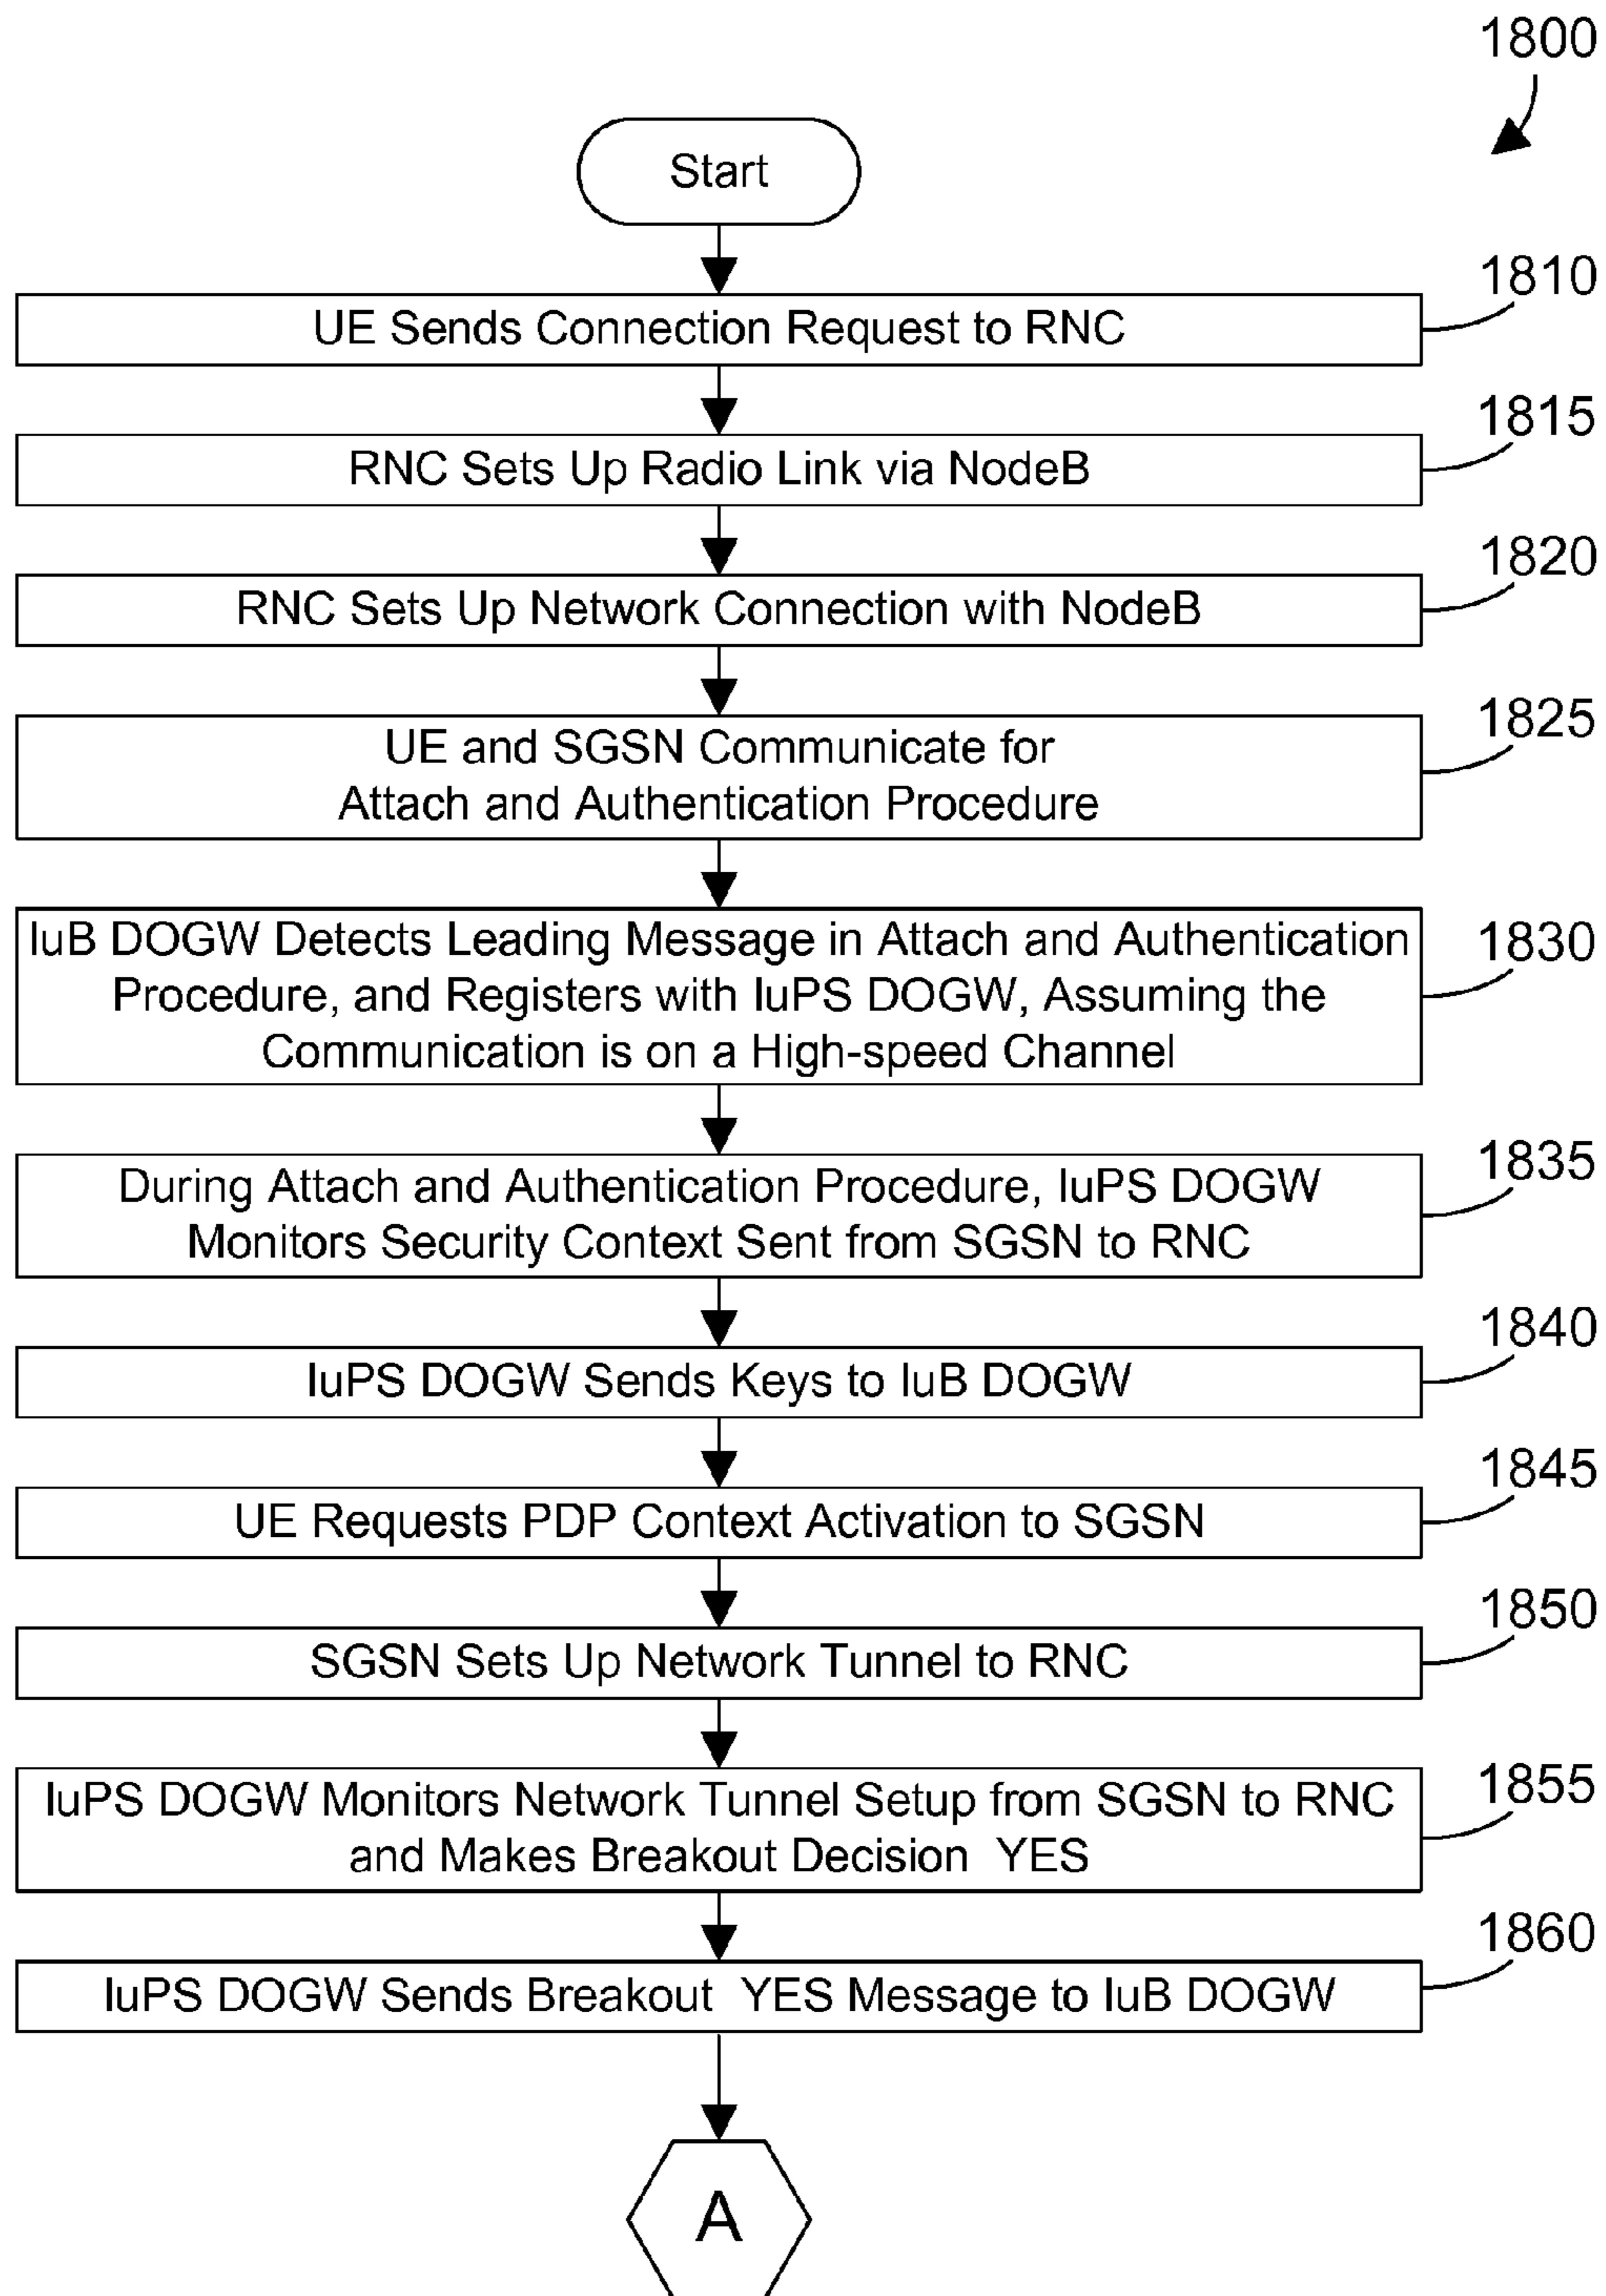 1800
Start
1810
UE Sends Connection Request to RNC
1815
RNC Sets Up Radio Link via NodeB
1820
RNC Sets Up Network Connection with NodeB
1825
UE and SGSN Communicate for
Attach and Authentication Procedure
1830
IuB DOGW Detects Leading Message in Attach and Authentication
Procedure, and Registers with IuPS DOGW, Assuming the
Communication is on a High-speed Channel
1835
During Attach and Authentication Procedure, IuPS DOGW
Monitors Security Context Sent from SGSN to RNC
1840
IuPS DOGW Sends Keys to IuB DOGW
1845
UE Requests PDP Context Activation to SGSN
1850
SGSN Sets Up Network Tunnel to RNC
1855
IuPS DOGW Monitors Network Tunnel Setup from SGSN to RNC
and Makes Breakout Decision YES
1860
IuPS DOGW Sends Breakout YES Message to IuB DOGW
A